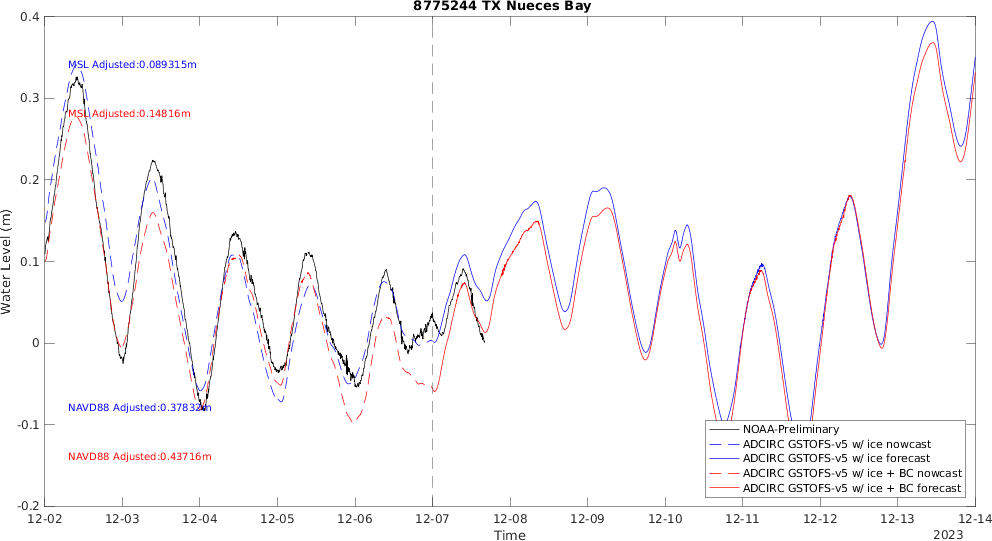 8775244 TX Nueces Bay
0.4
0.3
0.2
0.1
0
-0.1
-0.2
Water Level (m)
MSL Adjusted:0.089315m
MSL Adjusted:0.14816m
NAVD88 Adjusted:0.37832m
NAVD88 Adjusted:0.43716m
NOAA-Preliminary
ADCIRC GSTOFS-v5 w/ ice nowcast
ADCIRC GSTOFS-v5 w/ ice forecast
ADCIRC GSTOFS-v5 w/ ice + BC nowcast
ADCIRC GSTOFS-v5 w/ ice + BC forecast
12-02 12-03 12-04 12-05 12-06 12-07 12-08 12-09 12-10 12-11 12-12 12-13 12-14
Time
2023